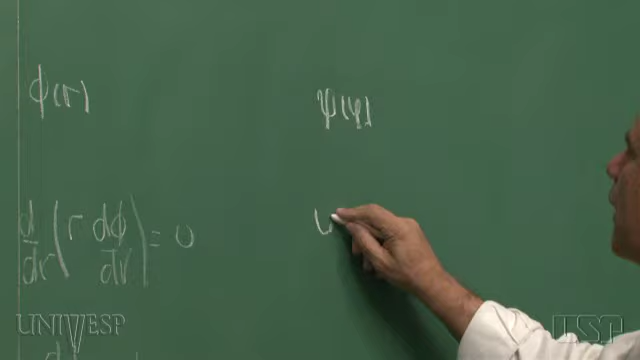 ϕ(r)
ψ(φ)
d/dr (r dϕ/dr) = 0
UNIVESP
USP